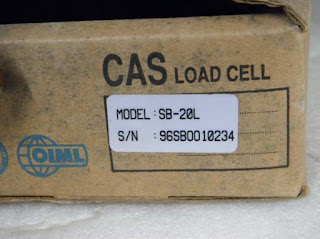 CAS LOAD CELL
MODEL: SB-20L
S/N : 96SB0010234
OIML